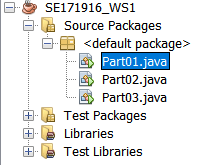 SE171916_WS1
Source Packages
<default package>
Part01.java
Part02.java
Part03.java
Test Packages
Libraries
Test Libraries